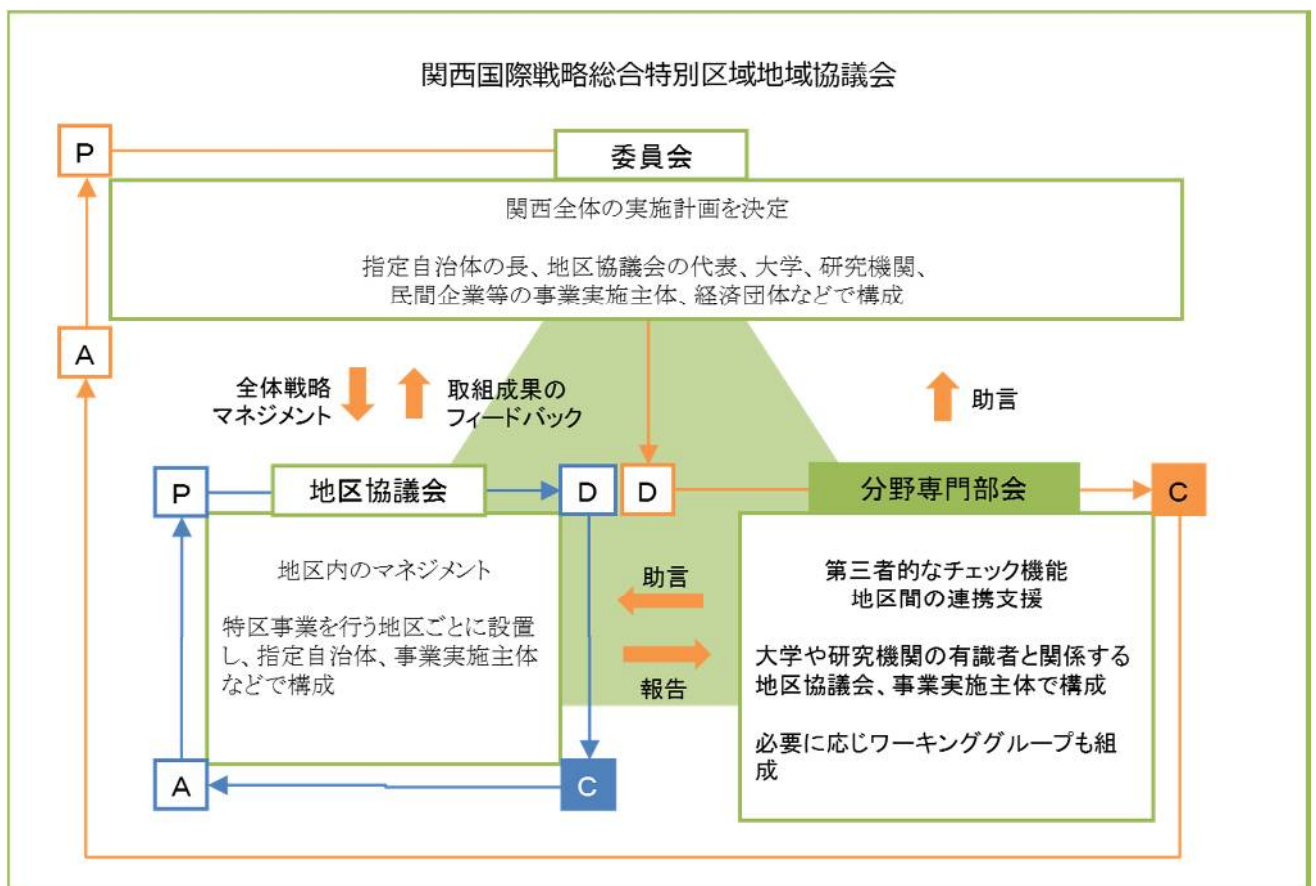 関西国際戦略総合特別区域地域協議会
P
委員会
関西全体の実施計画を決定
指定自治体の長、地区協議会の代表、大学、研究機関、
民間企業等の事業実施主体、経済団体などで構成
A
全体戦略
マネジメント
取組成果の
フィードバック
助言
P
地区協議会
D
D
分野専門部会
C
地区内のマネジメント
特区事業を行う地区ごとに設置
し、指定自治体、事業実施主体
などで構成
助言
報告
第三者的なチェック機能
地区間の連携支援
大学や研究機関の有識者と関係する
地区協議会、事業実施主体で構成
必要に応じワーキンググループも組
成
A
C